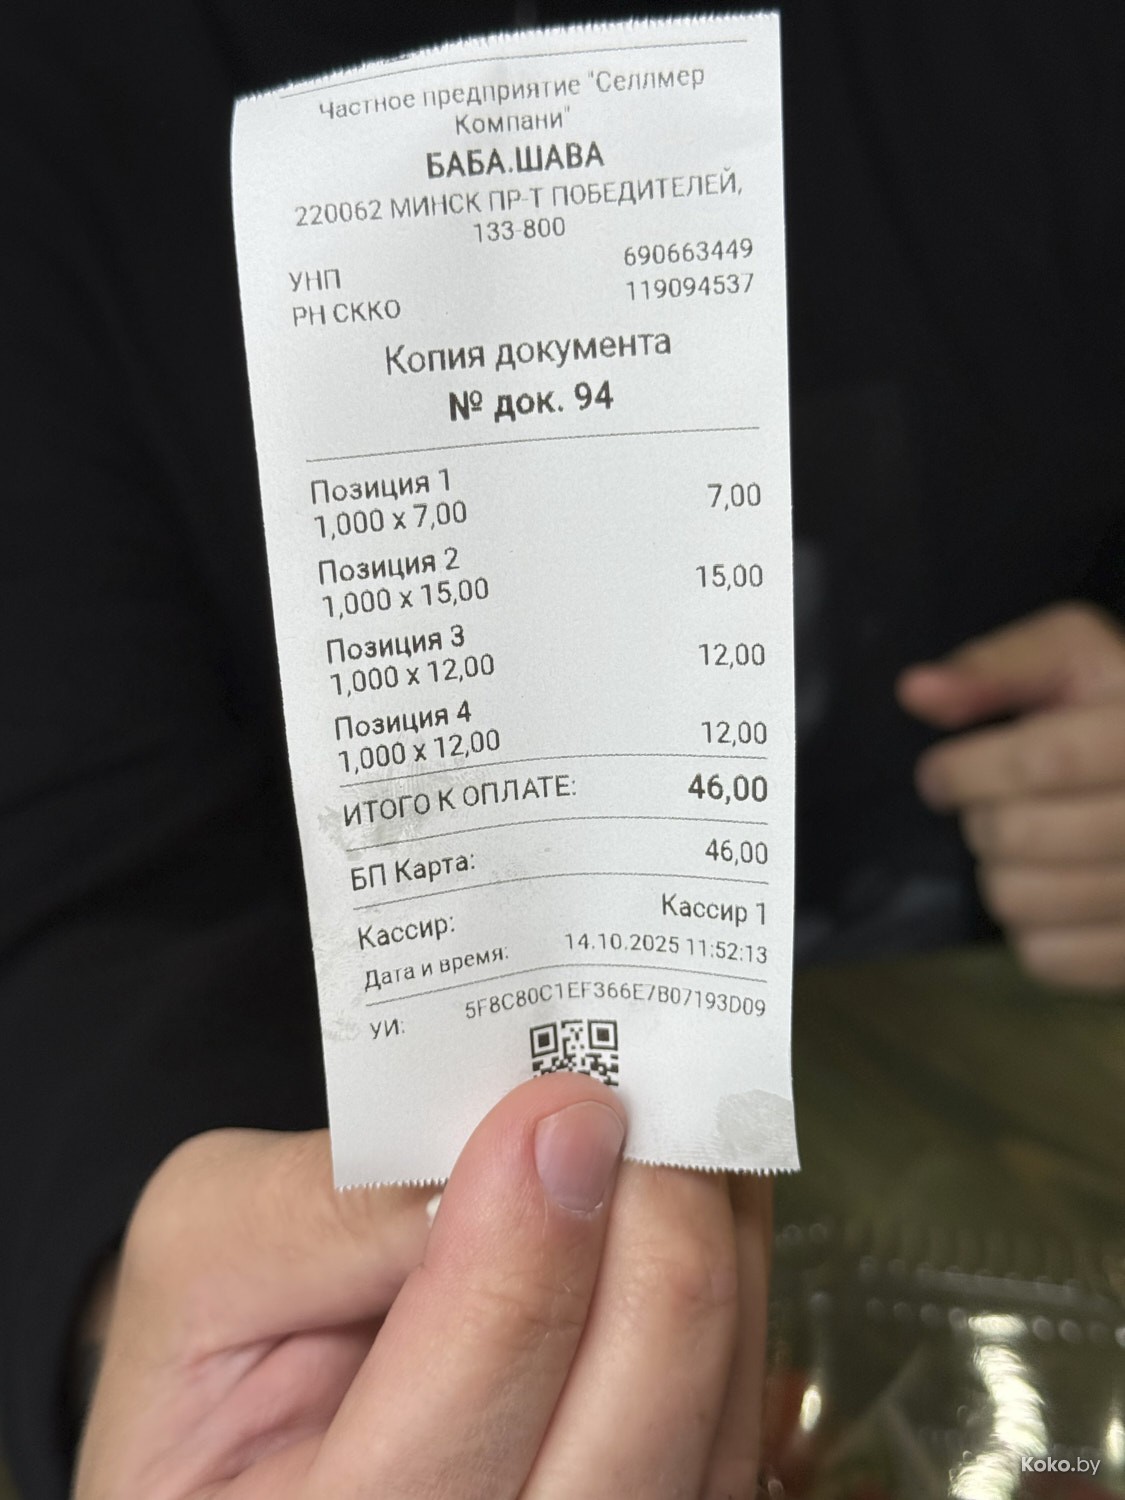 Частное предприятие "Селлмер
Компани"
БАБА.ШАВА
220062 МИНСК ПР-Т ПОБЕДИТЕЛЕЙ,
133-800
УНП 690663449
РН СККО 119094537
Копия документа
№ док. 94
Позиция 1
1,000 x 7,00 7,00
Позиция 2
1,000 x 15,00 15,00
Позиция 3
1,000 x 12,00 12,00
Позиция 4
1,000 x 12,00 12,00
ИТОГО К ОПЛАТЕ: 46,00
БП Карта: 46,00
Кассир: Кассир 1
Дата и время: 14.10.2025 11:52:13
УИ: 5F8C80C1EF366E7B07193D09
Koko.by